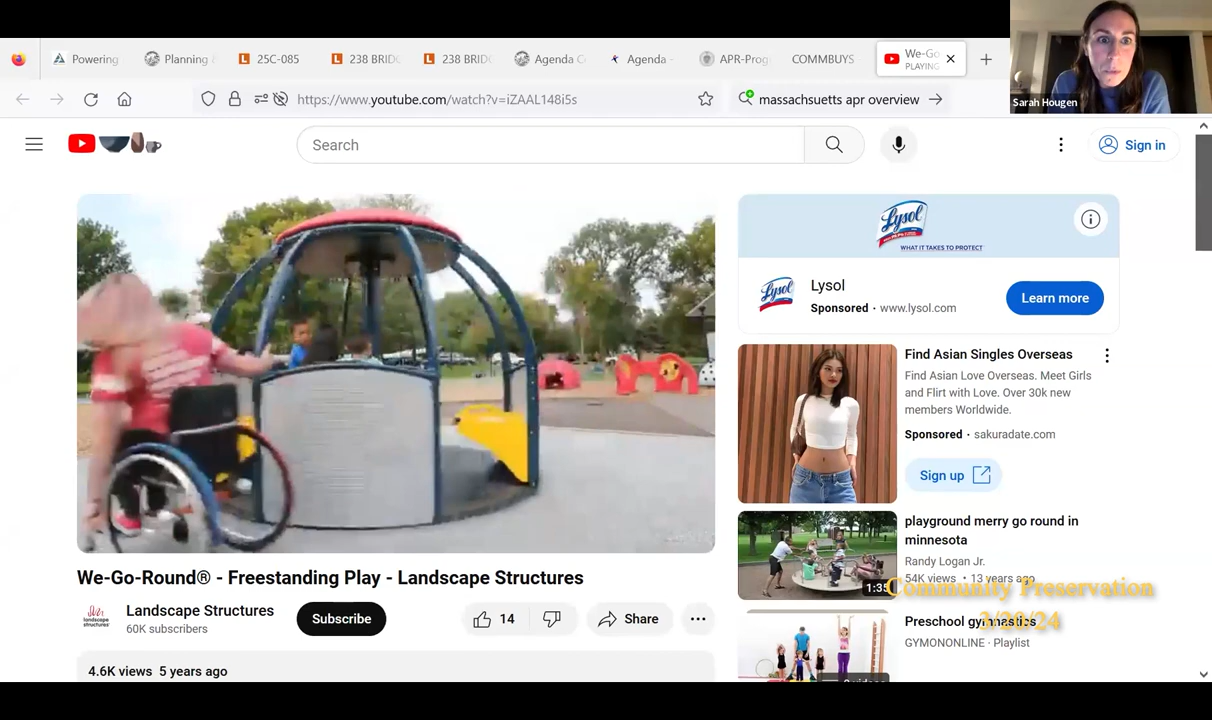 Powering
Planning &
25C-085
238 BRIDG
238 BRIDG
Agenda C
Agenda -
APR-Prog
COMMBUYS
We-Go
PLAYING
https://www.youtube.com/watch?v=iZAAL148i5s
massachsuetts apr overview
Sarah Hougen
Search
Sign in
Lysol
WHAT IT TAKES TO PROTECT
Lysol
Lysol
Sponsored · www.lysol.com
Learn more
Find Asian Singles Overseas
Find Asian Love Overseas. Meet Girls
and Flirt with Love. Over 30k new
members Worldwide.
Sponsored · sakuradate.com
Sign up
playground merry go round in
minnesota
Randy Logan Jr.
54K views · 13 years ago
1:35
Community Preservation
3/20/24
Preschool gymnastics
GYMONONLINE · Playlist
We-Go-Round® - Freestanding Play - Landscape Structures
Landscape Structures
60K subscribers
Subscribe
14
Share
4.6K views 5 years ago